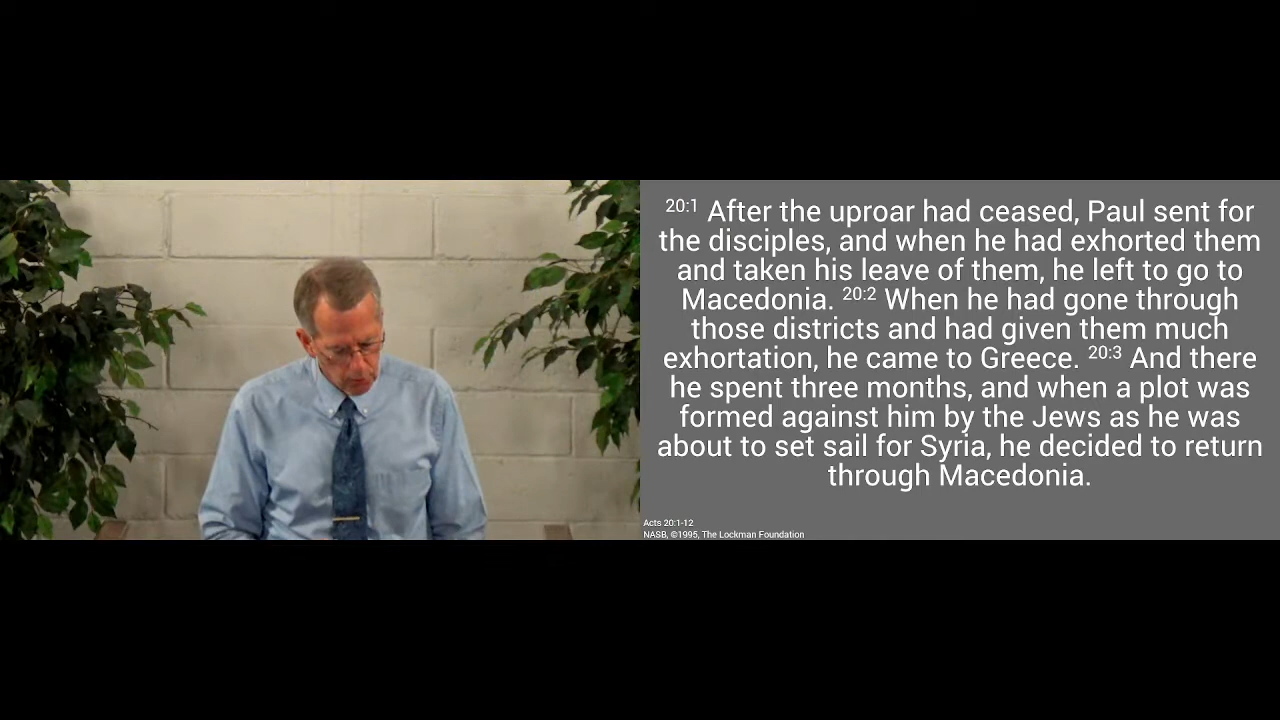 20:1 After the uproar had ceased, Paul sent for
the disciples, and when he had exhorted them
and taken his leave of them, he left to go to
Macedonia. 20:2 When he had gone through
those districts and had given them much
exhortation, he came to Greece. 20:3 And there
he spent three months, and when a plot was
formed against him by the Jews as he was
about to set sail for Syria, he decided to return
through Macedonia.
Acts 20:1-12
NASB, ©1995, The Lockman Foundation